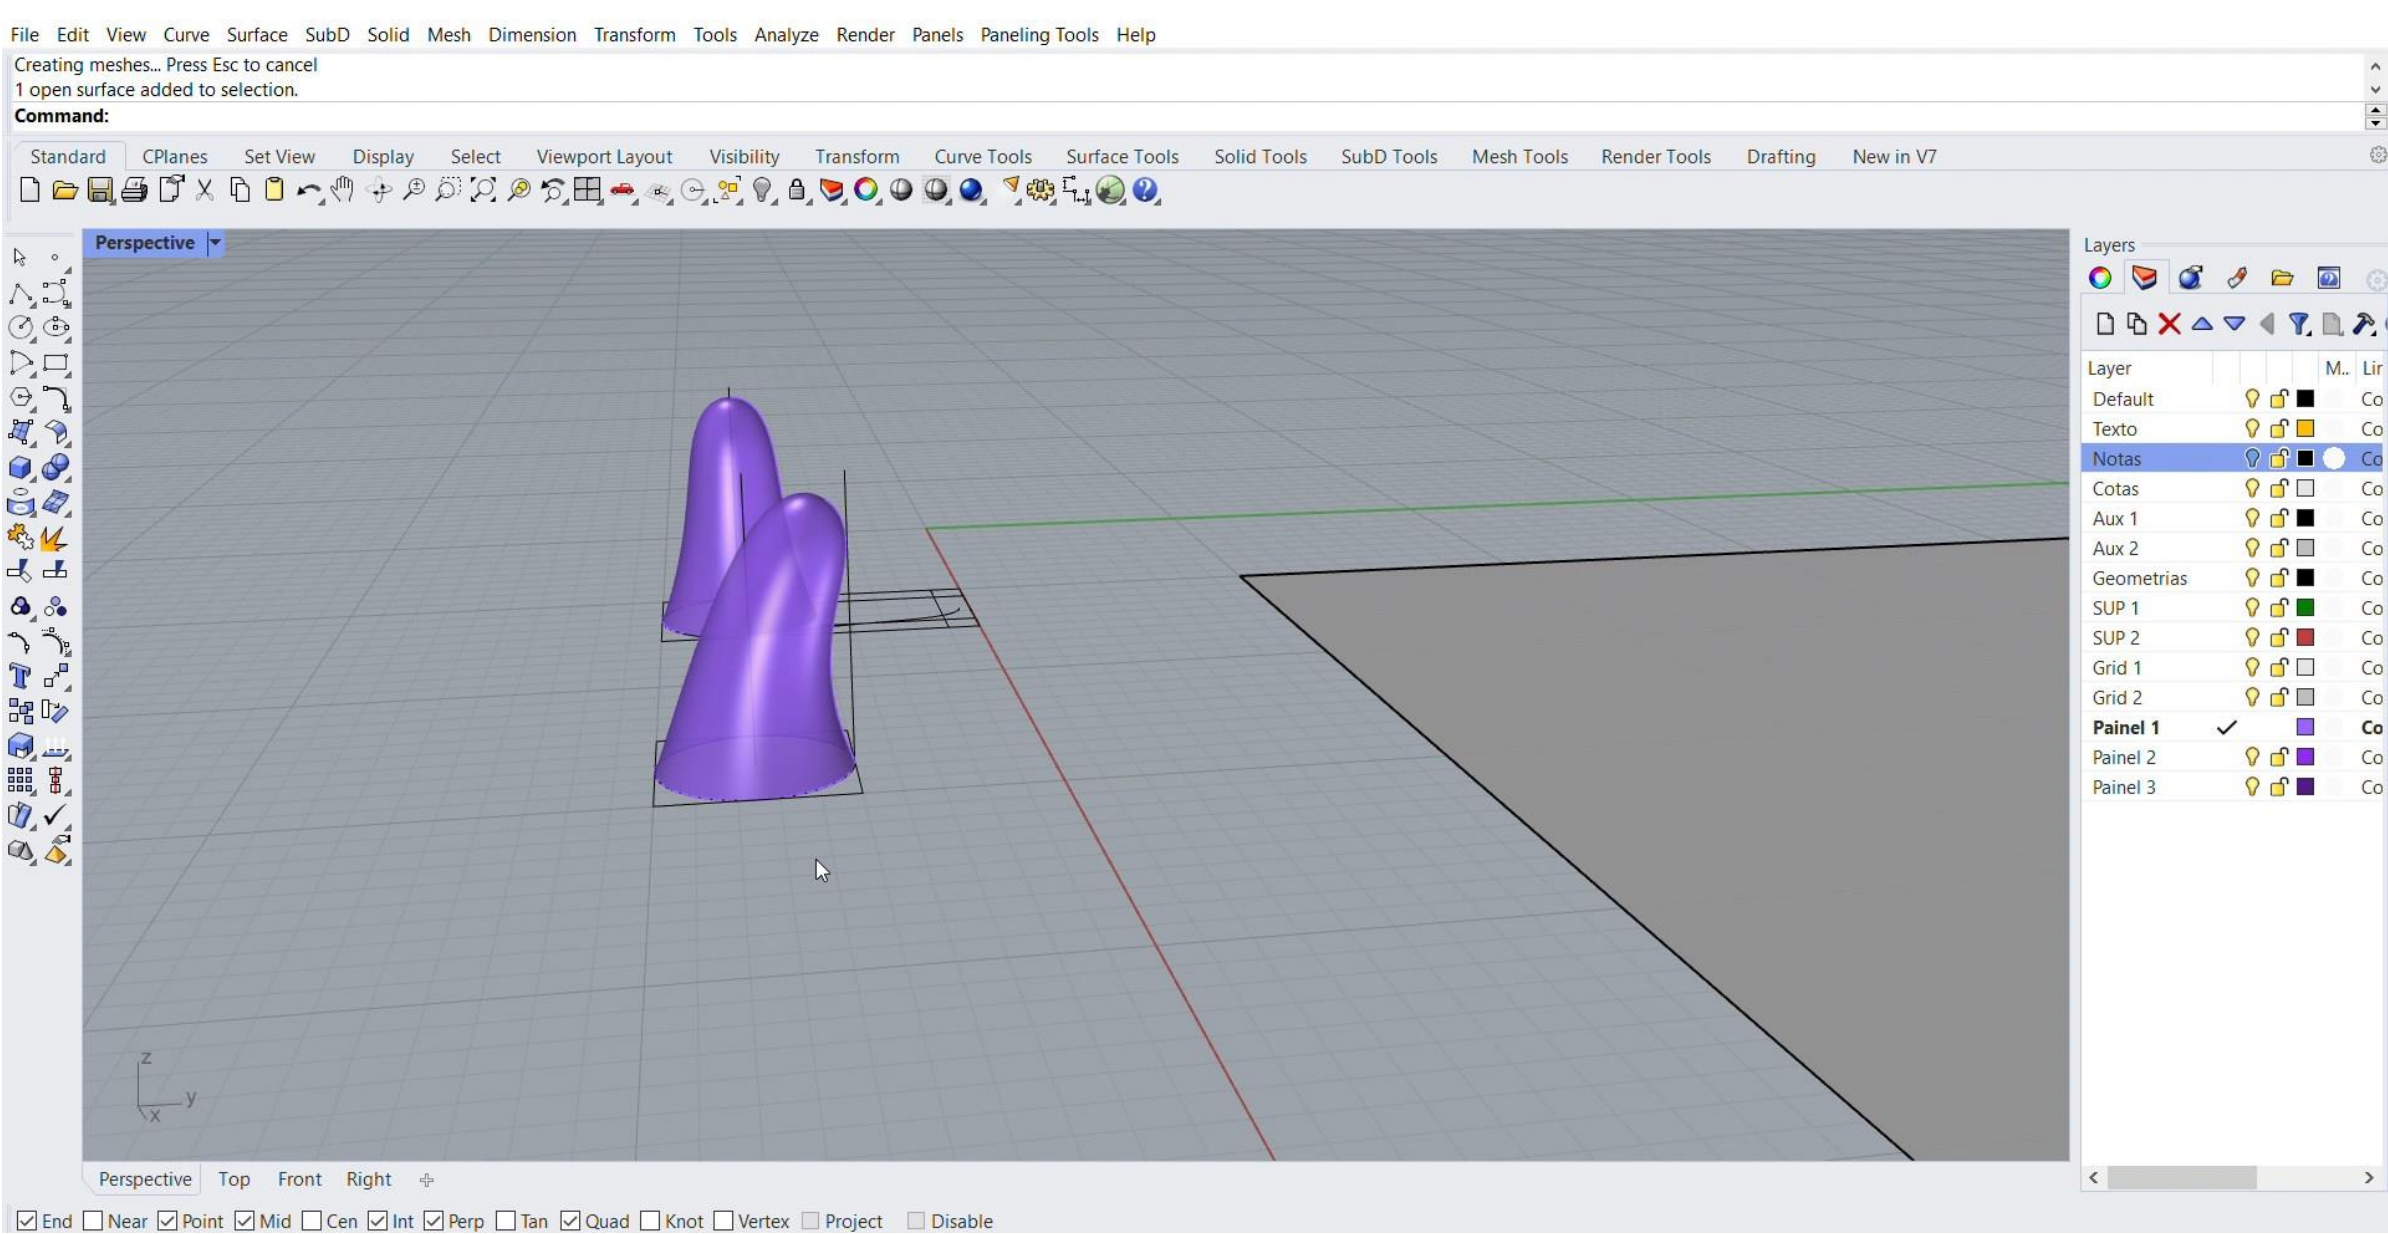 File Edit View Curve Surface SubD Solid Mesh Dimension Transform Tools Analyze Render Panels Paneling Tools Help
Creating meshes... Press Esc to cancel
1 open surface added to selection.
Command:
Standard CPlanes Set View Display Select Viewport Layout Visibility Transform Curve Tools Surface Tools Solid Tools SubD Tools Mesh Tools Render Tools Drafting New in V7
Perspective
Layers
Layer M.. Lir
Default Co
Texto Co
Notas Co
Cotas Co
Aux 1 Co
Aux 2 Co
Geometrias Co
SUP 1 Co
SUP 2 Co
Grid 1 Co
Grid 2 Co
Painel 1 Co
Painel 2 Co
Painel 3 Co
z
y
x
Perspective Top Front Right
End Near Point Mid Cen Int Perp Tan Quad Knot Vertex Project Disable